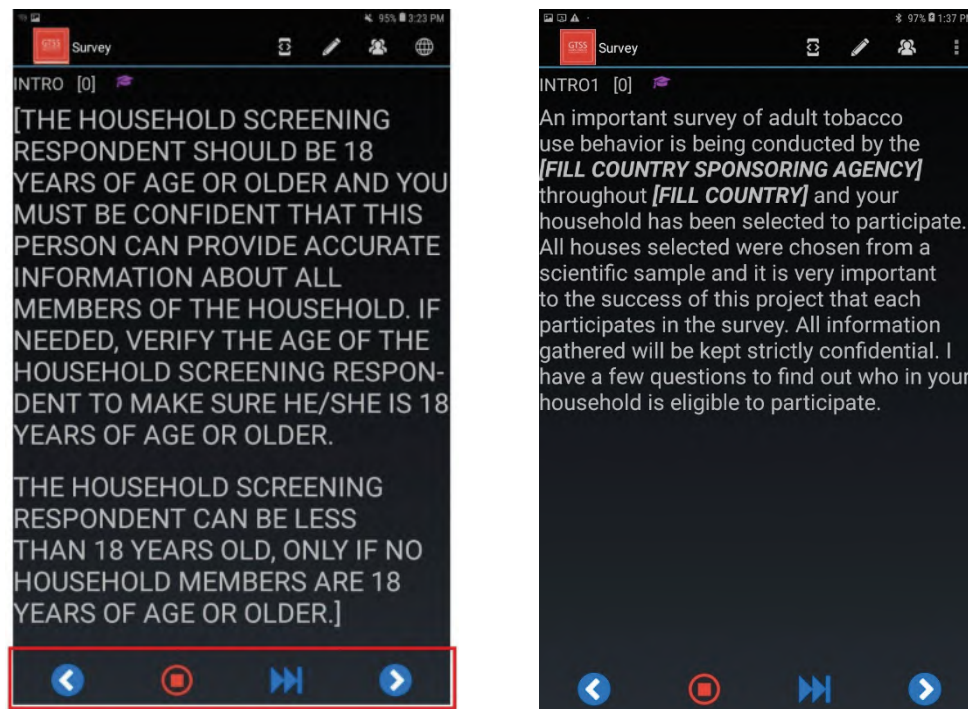 95% 3:23 PM
GTSS Survey
INTRO [0]
[THE HOUSEHOLD SCREENING
RESPONDENT SHOULD BE 18
YEARS OF AGE OR OLDER AND YOU
MUST BE CONFIDENT THAT THIS
PERSON CAN PROVIDE ACCURATE
INFORMATION ABOUT ALL
MEMBERS OF THE HOUSEHOLD. IF
NEEDED, VERIFY THE AGE OF THE
HOUSEHOLD SCREENING RESPON-
DENT TO MAKE SURE HE/SHE IS 18
YEARS OF AGE OR OLDER.
THE HOUSEHOLD SCREENING
RESPONDENT CAN BE LESS
THAN 18 YEARS OLD, ONLY IF NO
HOUSEHOLD MEMBERS ARE 18
YEARS OF AGE OR OLDER.]
97% 1:37 PM
GTSS Survey
INTRO1 [0]
An important survey of adult tobacco
use behavior is being conducted by the
[FILL COUNTRY SPONSORING AGENCY]
throughout [FILL COUNTRY] and your
household has been selected to participate.
All houses selected were chosen from a
scientific sample and it is very important
to the success of this project that each
participates in the survey. All information
gathered will be kept strictly confidential. I
have a few questions to find out who in your
household is eligible to participate.